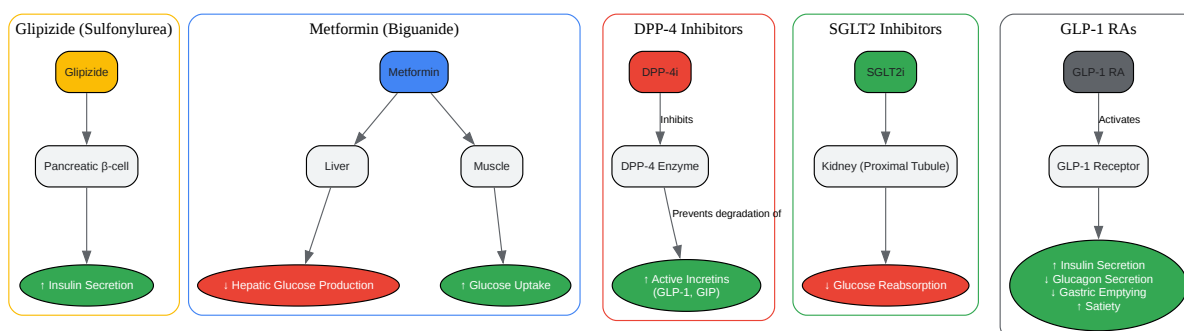 Glipizide (Sulfonylurea)
Glipizide
Pancreatic β-cell
↑ Insulin Secretion
Metformin (Biguanide)
Metformin
Liver
Muscle
↓ Hepatic Glucose Production
↑ Glucose Uptake
DPP-4 Inhibitors
DPP-4i
Inhibits
DPP-4 Enzyme
Prevents degradation of
↑ Active Incretins
(GLP-1, GIP)
SGLT2 Inhibitors
SGLT2i
Kidney (Proximal Tubule)
↓ Glucose Reabsorption
GLP-1 RAs
GLP-1 RA
Activates
GLP-1 Receptor
↑ Insulin Secretion
↓ Glucagon Secretion
↓ Gastric Emptying
↑ Satiety